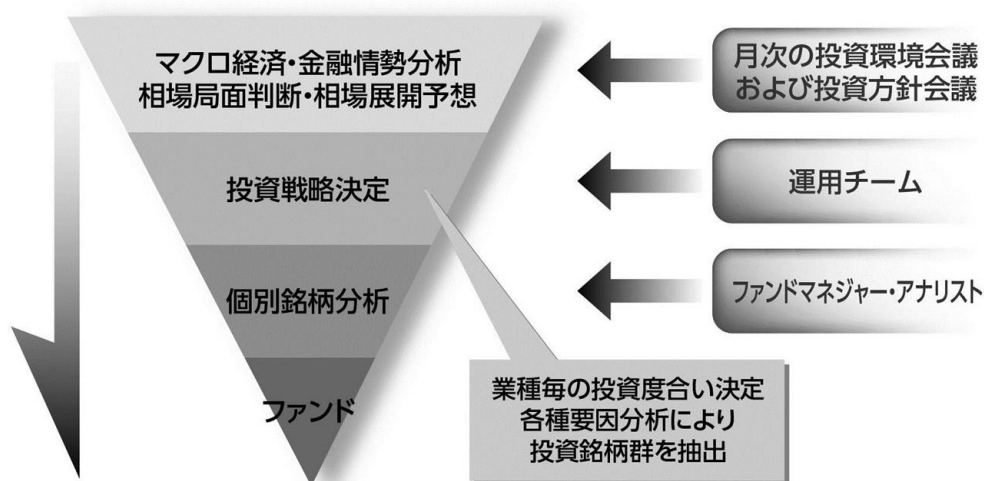 マクロ経済・金融情勢分析
相場局面判断・相場展開予想
月次の投資環境会議
および投資方針会議
投資戦略決定
運用チーム
個別銘柄分析
ファンドマネジャー・アナリスト
ファンド
業種毎の投資度合い決定
各種要因分析により
投資銘柄群を抽出